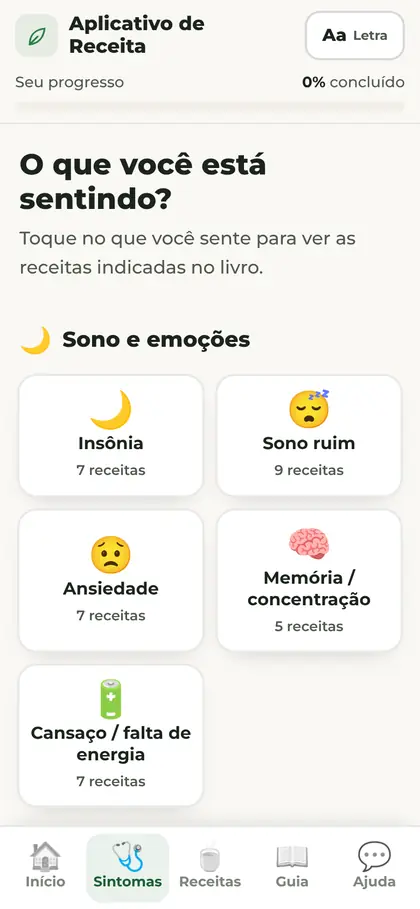 Aplicativo de
Receita
Aa Letra
Seu progresso
0% concluído
O que você está
sentindo?
Toque no que você sente para ver as
receitas indicadas no livro.
Sono e emoções
Insônia
7 receitas
Sono ruim
9 receitas
Ansiedade
7 receitas
Memória /
concentração
5 receitas
Cansaço / falta de
energia
7 receitas
Início
Sintomas
Receitas
Guia
Ajuda